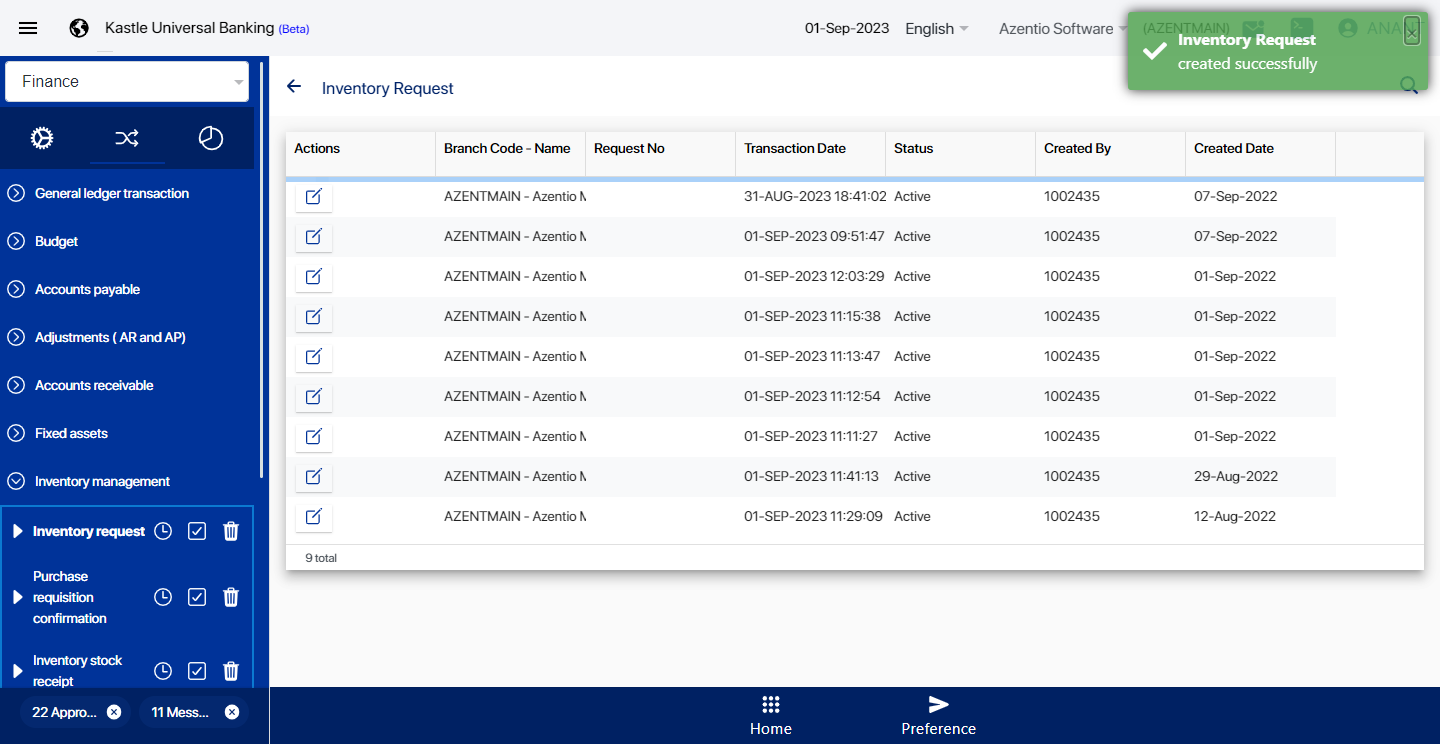 Kastle Universal Banking (Beta)
01-Sep-2023
English
Azentio Software
(AZENTMAIN)
ANANT
Inventory Request
created successfully
Finance
Inventory Request
General ledger transaction
Budget
Accounts payable
Adjustments ( AR and AP)
Accounts receivable
Fixed assets
Inventory management
Inventory request
Purchase
requisition
confirmation
Inventory stock
receipt
22 Appro...
11 Mess...
Actions Branch Code - Name Request No Transaction Date Status Created By Created Date
AZENTMAIN - Azentio M 31-AUG-2023 18:41:02 Active 1002435 07-Sep-2022
AZENTMAIN - Azentio M 01-SEP-2023 09:51:47 Active 1002435 07-Sep-2022
AZENTMAIN - Azentio M 01-SEP-2023 12:03:29 Active 1002435 01-Sep-2022
AZENTMAIN - Azentio M 01-SEP-2023 11:15:38 Active 1002435 01-Sep-2022
AZENTMAIN - Azentio M 01-SEP-2023 11:13:47 Active 1002435 01-Sep-2022
AZENTMAIN - Azentio M 01-SEP-2023 11:12:54 Active 1002435 01-Sep-2022
AZENTMAIN - Azentio M 01-SEP-2023 11:11:27 Active 1002435 01-Sep-2022
AZENTMAIN - Azentio M 01-SEP-2023 11:41:13 Active 1002435 29-Aug-2022
AZENTMAIN - Azentio M 01-SEP-2023 11:29:09 Active 1002435 12-Aug-2022
9 total
Home
Preference